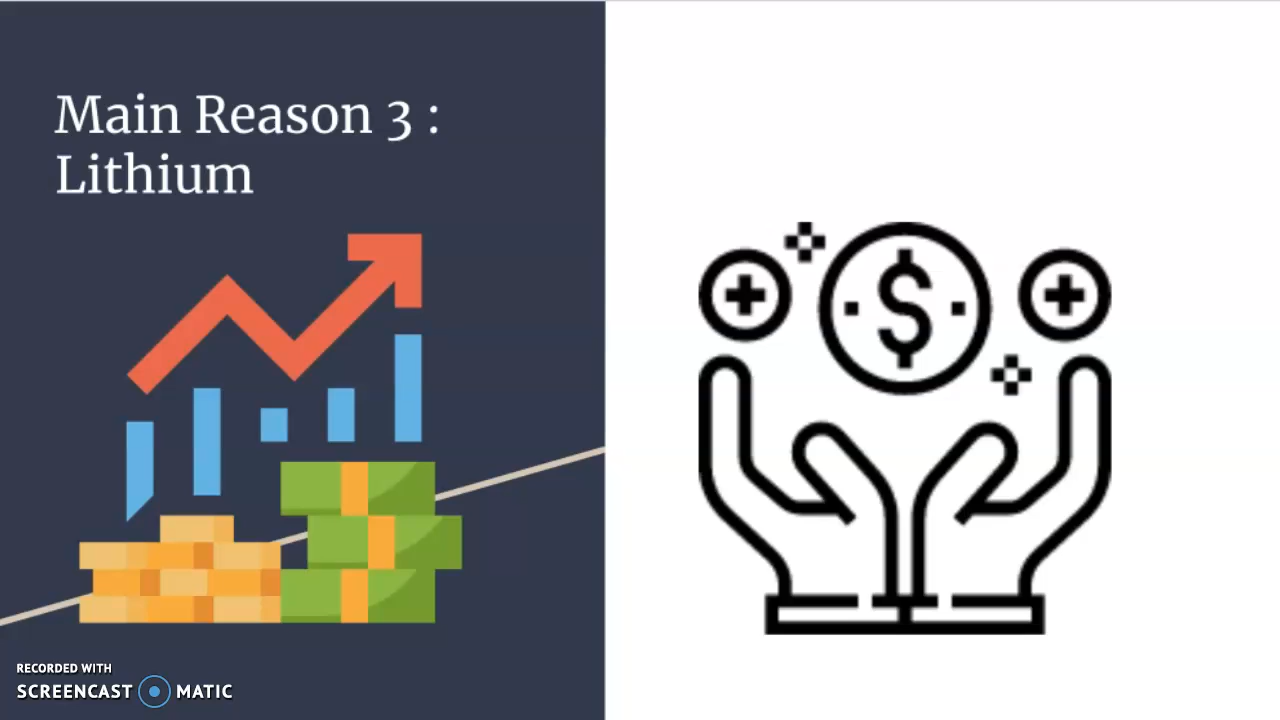 Main Reason 3 :
Lithium
$
RECORDED WITH
SCREENCAST MATIC